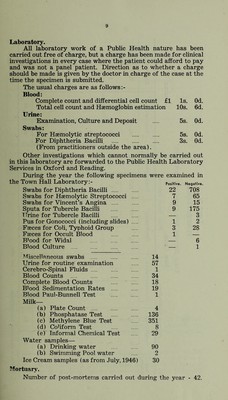 8
Laboratory.
All laboratory work of a Public Health nature has been
carried out free of charge, but a charge has been made for clinical
investigations in every case where the patient could afford to pay
and was not a panel patient. Direction as to whether a charge
should be made is given by the doctor in charge of the case at the
time the specimen is submitted.
The usual charges are as follows:-
Blood:
Complete count and differential cell count £1 1s. 0d.
Total cell count and Hemoglobin estimation 10s. 6d.
Urine:
Examination, Culture and Deposit 5s. 0d.
Swabs:
For Hæmolytic streptococci 5s. 0d.
For Diphtheria Bacilli 3s. 0d.
(From practitioners outside the area).
Other investigations which cannot normally be carried out
in this laboratory are forwarded to the Public Health Laboratory
Services in Oxford and Reading.
During the year the following specimens were examined in
the Town Hall Laboratory:-
Positive. Negative.
Swabs for Diphtheria Bacilli 22 708
Swabs for Hæmolytic Streptococci 7 65
Swabs for Vincent's Angina 9 15
Sputa for Tubercle Bacilli 9 175
Urine for Tubercle Bacilli — 3
Pus for Gonococci (including slides) 1 2
Fæces for Coli, Typhoid Group 3 28
Fæces for Occult Blood 1 —
Blood for Widal — 6
Blood Culture — 1
Miscellaneous swabs 14
Urine for routine examination 57
Cerebro-Spinal Fluids 1
Blood Counts 34
Complete Blood Counts 18
Blood Sedimentation Rates 19
Blood Paul-Bunnell Test 1
Milk—
(a) Plate Count 4
(b) Phosphatase Test 136
(c) Methylene Blue Test 351
(d) Coliform Test 8
(e) Informal Chemical Test 29
Water samples—
(a) Drinking water 90
(b) Swimming Pool water 2
Ice Cream samples (as from July, 1946) 30
Mortuary.
Number of post-mortems carried out during the year - 42.